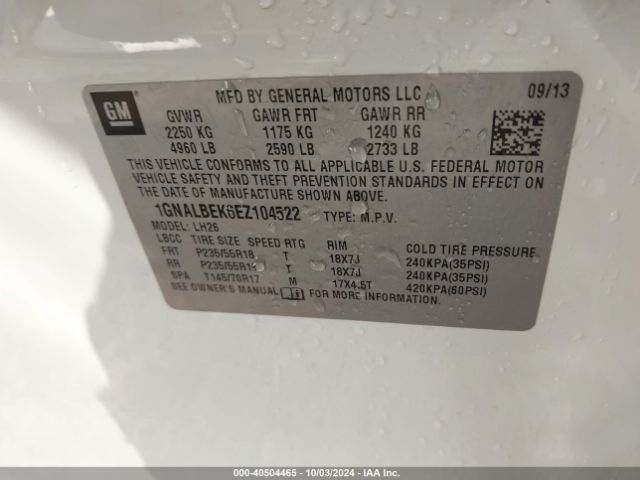 GM
MFD BY GENERAL MOTORS LLC 09/13
GVWR GAWR FRT GAWR RR
2250 KG 1175 KG 1240 KG
4960 LB 2590 LB 2733 LB
THIS VEHICLE CONFORMS TO ALL APPLICABLE U.S. FEDERAL MOTOR
VEHICLE SAFETY AND THEFT PREVENTION STANDARDS IN EFFECT ON
THE DATE OF MANUFACTURE SHOWN ABOVE.
1GNALBEK6EZ104522 TYPE: M.P.V.
MODEL: LH26
LBCC TIRE SIZE SPEED RTG RIM COLD TIRE PRESSURE
FRT P235/55R18 T 18X7J 240KPA(35PSI)
RR P235/55R18 T 18X7J 240KPA(35PSI)
SPA T145/70R17 M 17X4.5T 420KPA(60PSI)
SEE OWNER'S MANUAL FOR MORE INFORMATION.
000-40504465 - 10/03/2024 - IAA Inc.